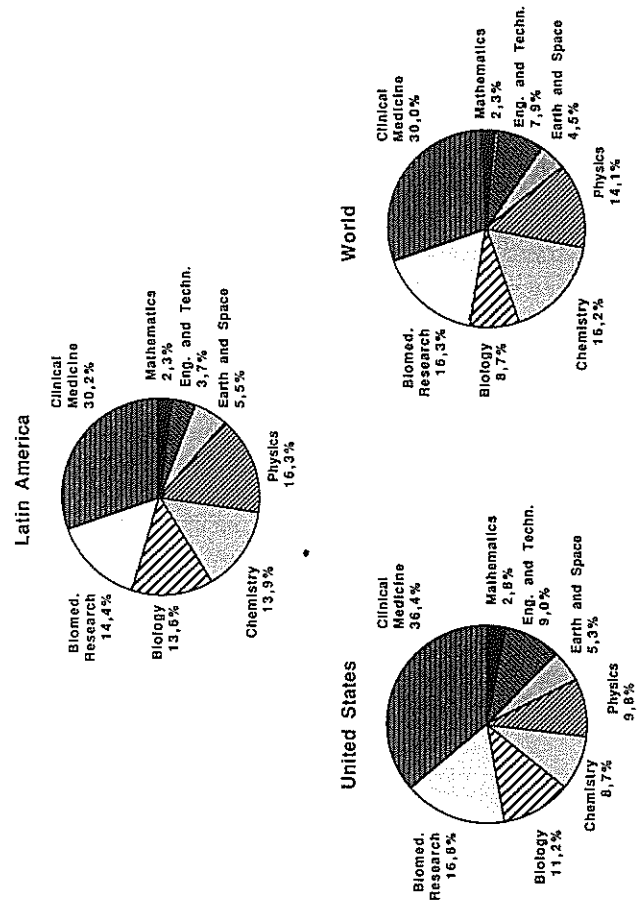 Latin America
Clinical
Medicine
30,2%
Mathematics
2,3%
Eng. and Techn.
3,7%
Earth and Space
5,5%
Physics
16,3%
Chemistry
13,9%
Biology
13,6%
Biomed.
Research
14,4%
United States
Clinical
Medicine
36,4%
Mathematics
2,8%
Eng. and Techn.
9,0%
Earth and Space
5,3%
Physics
9,8%
Chemistry
8,7%
Biology
11,2%
Biomed.
Research
16,8%
World
Clinical
Medicine
30,0%
Mathematics
2,3%
Eng. and Techn.
7,9%
Earth and Space
4,5%
Physics
14,1%
Chemistry
16,2%
Biology
8,7%
Biomed.
Research
16,3%